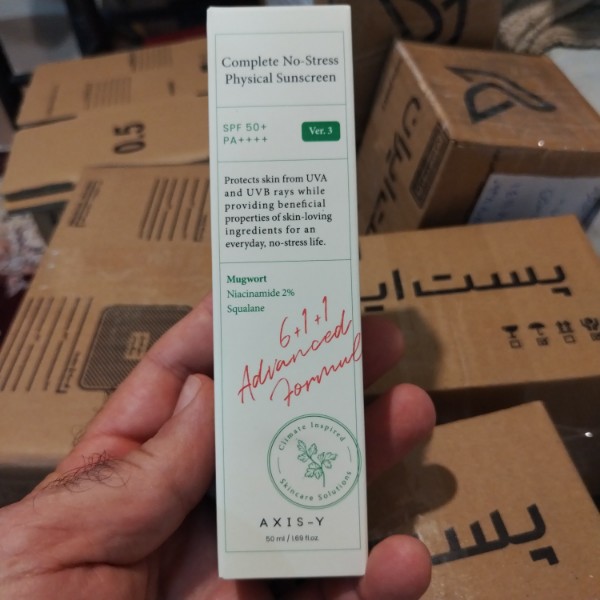 Complete No-Stress
Physical Sunscreen
SPF 50+
PA++++
Ver. 3
Protects skin from UVA
and UVB rays while
providing beneficial
properties of skin-loving
ingredients for an
everyday, no-stress life.
Mugwort
Niacinamide 2%
Squalane
6+1+1
Advanced
Formul
Climate Inspired
Skincare Solutions
AXIS-Y
50 ml / 1.69 fl.oz
0.5
پست